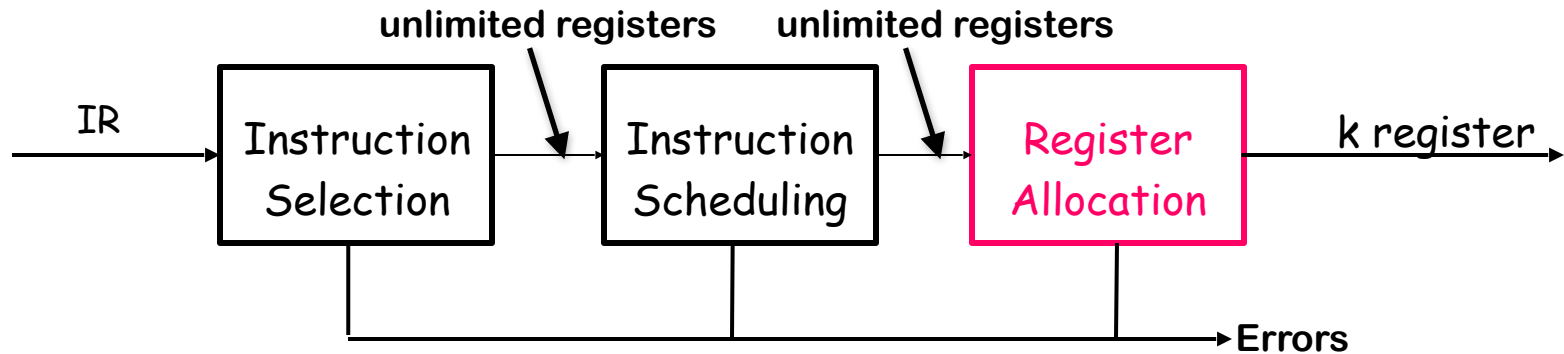 unlimited registers
unlimited registers
IR
Instruction
Selection
Instruction
Scheduling
Register
Allocation
k register
Errors